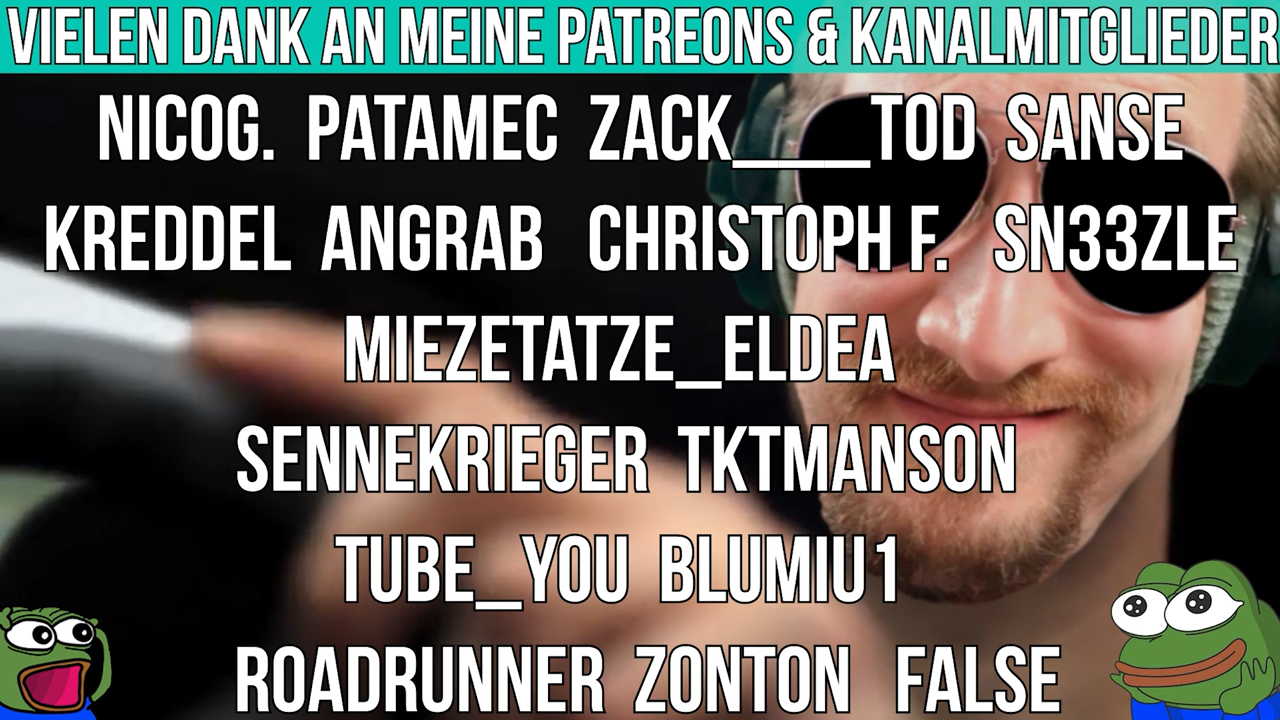 VIELEN DANK AN MEINE PATREONS & KANALMITGLIEDER
NICOG. PATAMEC ZACK___TOD SANSE
KREDDEL ANGRAB CHRISTOPH F. SN33ZLE
MIEZETATZE_ELDEA
SENNEKRIEGER TKTMANSON
TUBE_YOU BLUMIU1
ROADRUNNER ZONTON FALSE